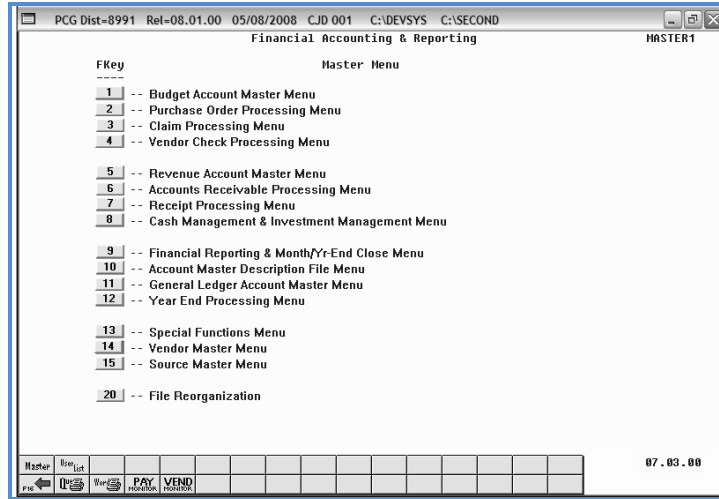 PCG Dist=8991 Rel=08.01.00 05/08/2008 CJD 001 C:\DEVSYS C:\SECOND
Financial Accounting & Reporting MASTER1
FKey Master Menu
----
1 -- Budget Account Master Menu
2 -- Purchase Order Processing Menu
3 -- Claim Processing Menu
4 -- Vendor Check Processing Menu
5 -- Revenue Account Master Menu
6 -- Accounts Receivable Processing Menu
7 -- Receipt Processing Menu
8 -- Cash Management & Investment Management Menu
9 -- Financial Reporting & Month/Yr-End Close Menu
10 -- Account Master Description File Menu
11 -- General Ledger Account Master Menu
12 -- Year End Processing Menu
13 -- Special Functions Menu
14 -- Vendor Master Menu
15 -- Source Master Menu
20 -- File Reorganization
Master User List 07.03.00
F16 Que Wor PAY MONITOR VEND MONITOR